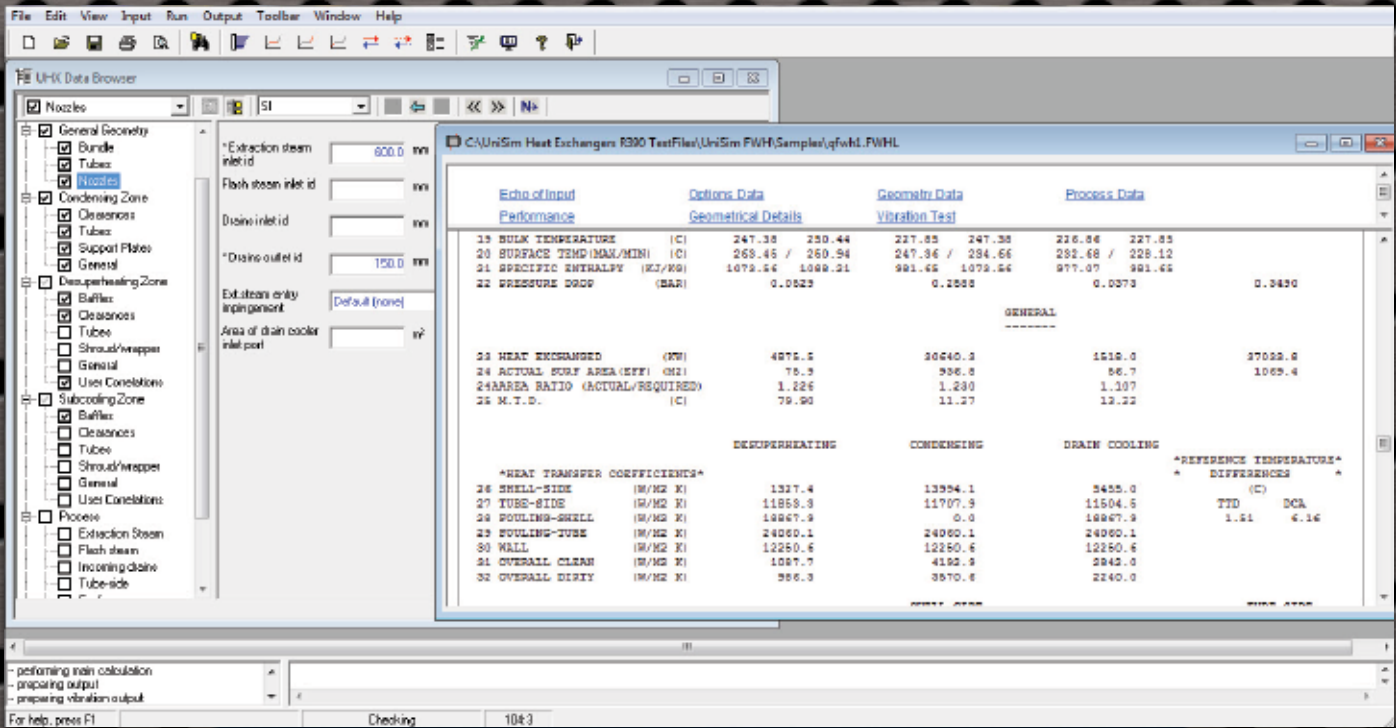 File Edit View Input Run Output Toolbar Window Help
UHX Data Browser
Nozzles SI N+
General Geometry
Bundle
Tubes
Nozzles
Condensing Zone
Clearances
Tubes
Support Plates
General
Desuperheating Zone
Baffles
Clearances
Tubes
Shroud/wrapper
General
User Correlations
Subcooling Zone
Baffles
Clearances
Tubes
Shroud/wrapper
General
User Correlations
Process
Extraction Steam
Flash steam
Incoming drains
Tube-side
*Extraction steam inlet id 600.0 mm
Flash steam inlet id mm
Drains inlet id mm
*Drains outlet id 150.0 mm
Ext.steam entry impingement Default (none)
Area of drain cooler inlet port m²
C:\UniSim Heat Exchangers R390 TestFiles\UniSim FWH\Samples\qfwh1.FWHL
Echo of Input Options Data Geometry Data Process Data
Performance Geometrical Details Vibration Test
19 BULK TEMPERATURE (C) 247.38 250.44 227.85 247.38 226.86 227.85
20 SURFACE TEMP(MAX/MIN) (C) 263.45 / 250.94 247.36 / 234.66 232.68 / 228.12
21 SPECIFIC ENTHALPY (KJ/KG) 1073.56 1088.21 981.65 1073.56 977.07 981.65
22 PRESSURE DROP (BAR) 0.0529 0.2588 0.0373 0.3490
GENERAL
-------
23 HEAT EXCHANGED (KW) 4875.5 30640.3 1518.0 37033.8
24 ACTUAL SURF AREA(EFF) (M2) 75.9 936.8 56.7 1069.4
24AAREA RATIO (ACTUAL/REQUIRED) 1.226 1.230 1.107
25 M.T.D. (C) 79.90 11.27 13.22
DESUPERHEATING CONDENSING DRAIN COOLING
*REFERENCE TEMPERATURE*
*HEAT TRANSFER COEFFICIENTS* * DIFFERENCES *
26 SHELL-SIDE (W/M2 K) 1327.4 13994.1 5455.0 (C)
27 TUBE-SIDE (W/M2 K) 11853.3 11707.9 11504.5 TTD DCA
28 FOULING-SHELL (W/M2 K) 18867.9 0.0 18867.9 1.51 6.16
29 FOULING-TUBE (W/M2 K) 24060.1 24060.1 24060.1
30 WALL (W/M2 K) 12250.6 12250.6 12250.6
31 OVERALL CLEAN (W/M2 K) 1087.7 4192.9 2842.0
32 OVERALL DIRTY (W/M2 K) 986.3 3570.6 2240.0
SHELL SIDE TUBE SIDE
- performing main calculation
- preparing output
- preparing vibration output
For help, press F1 Checking 104:3